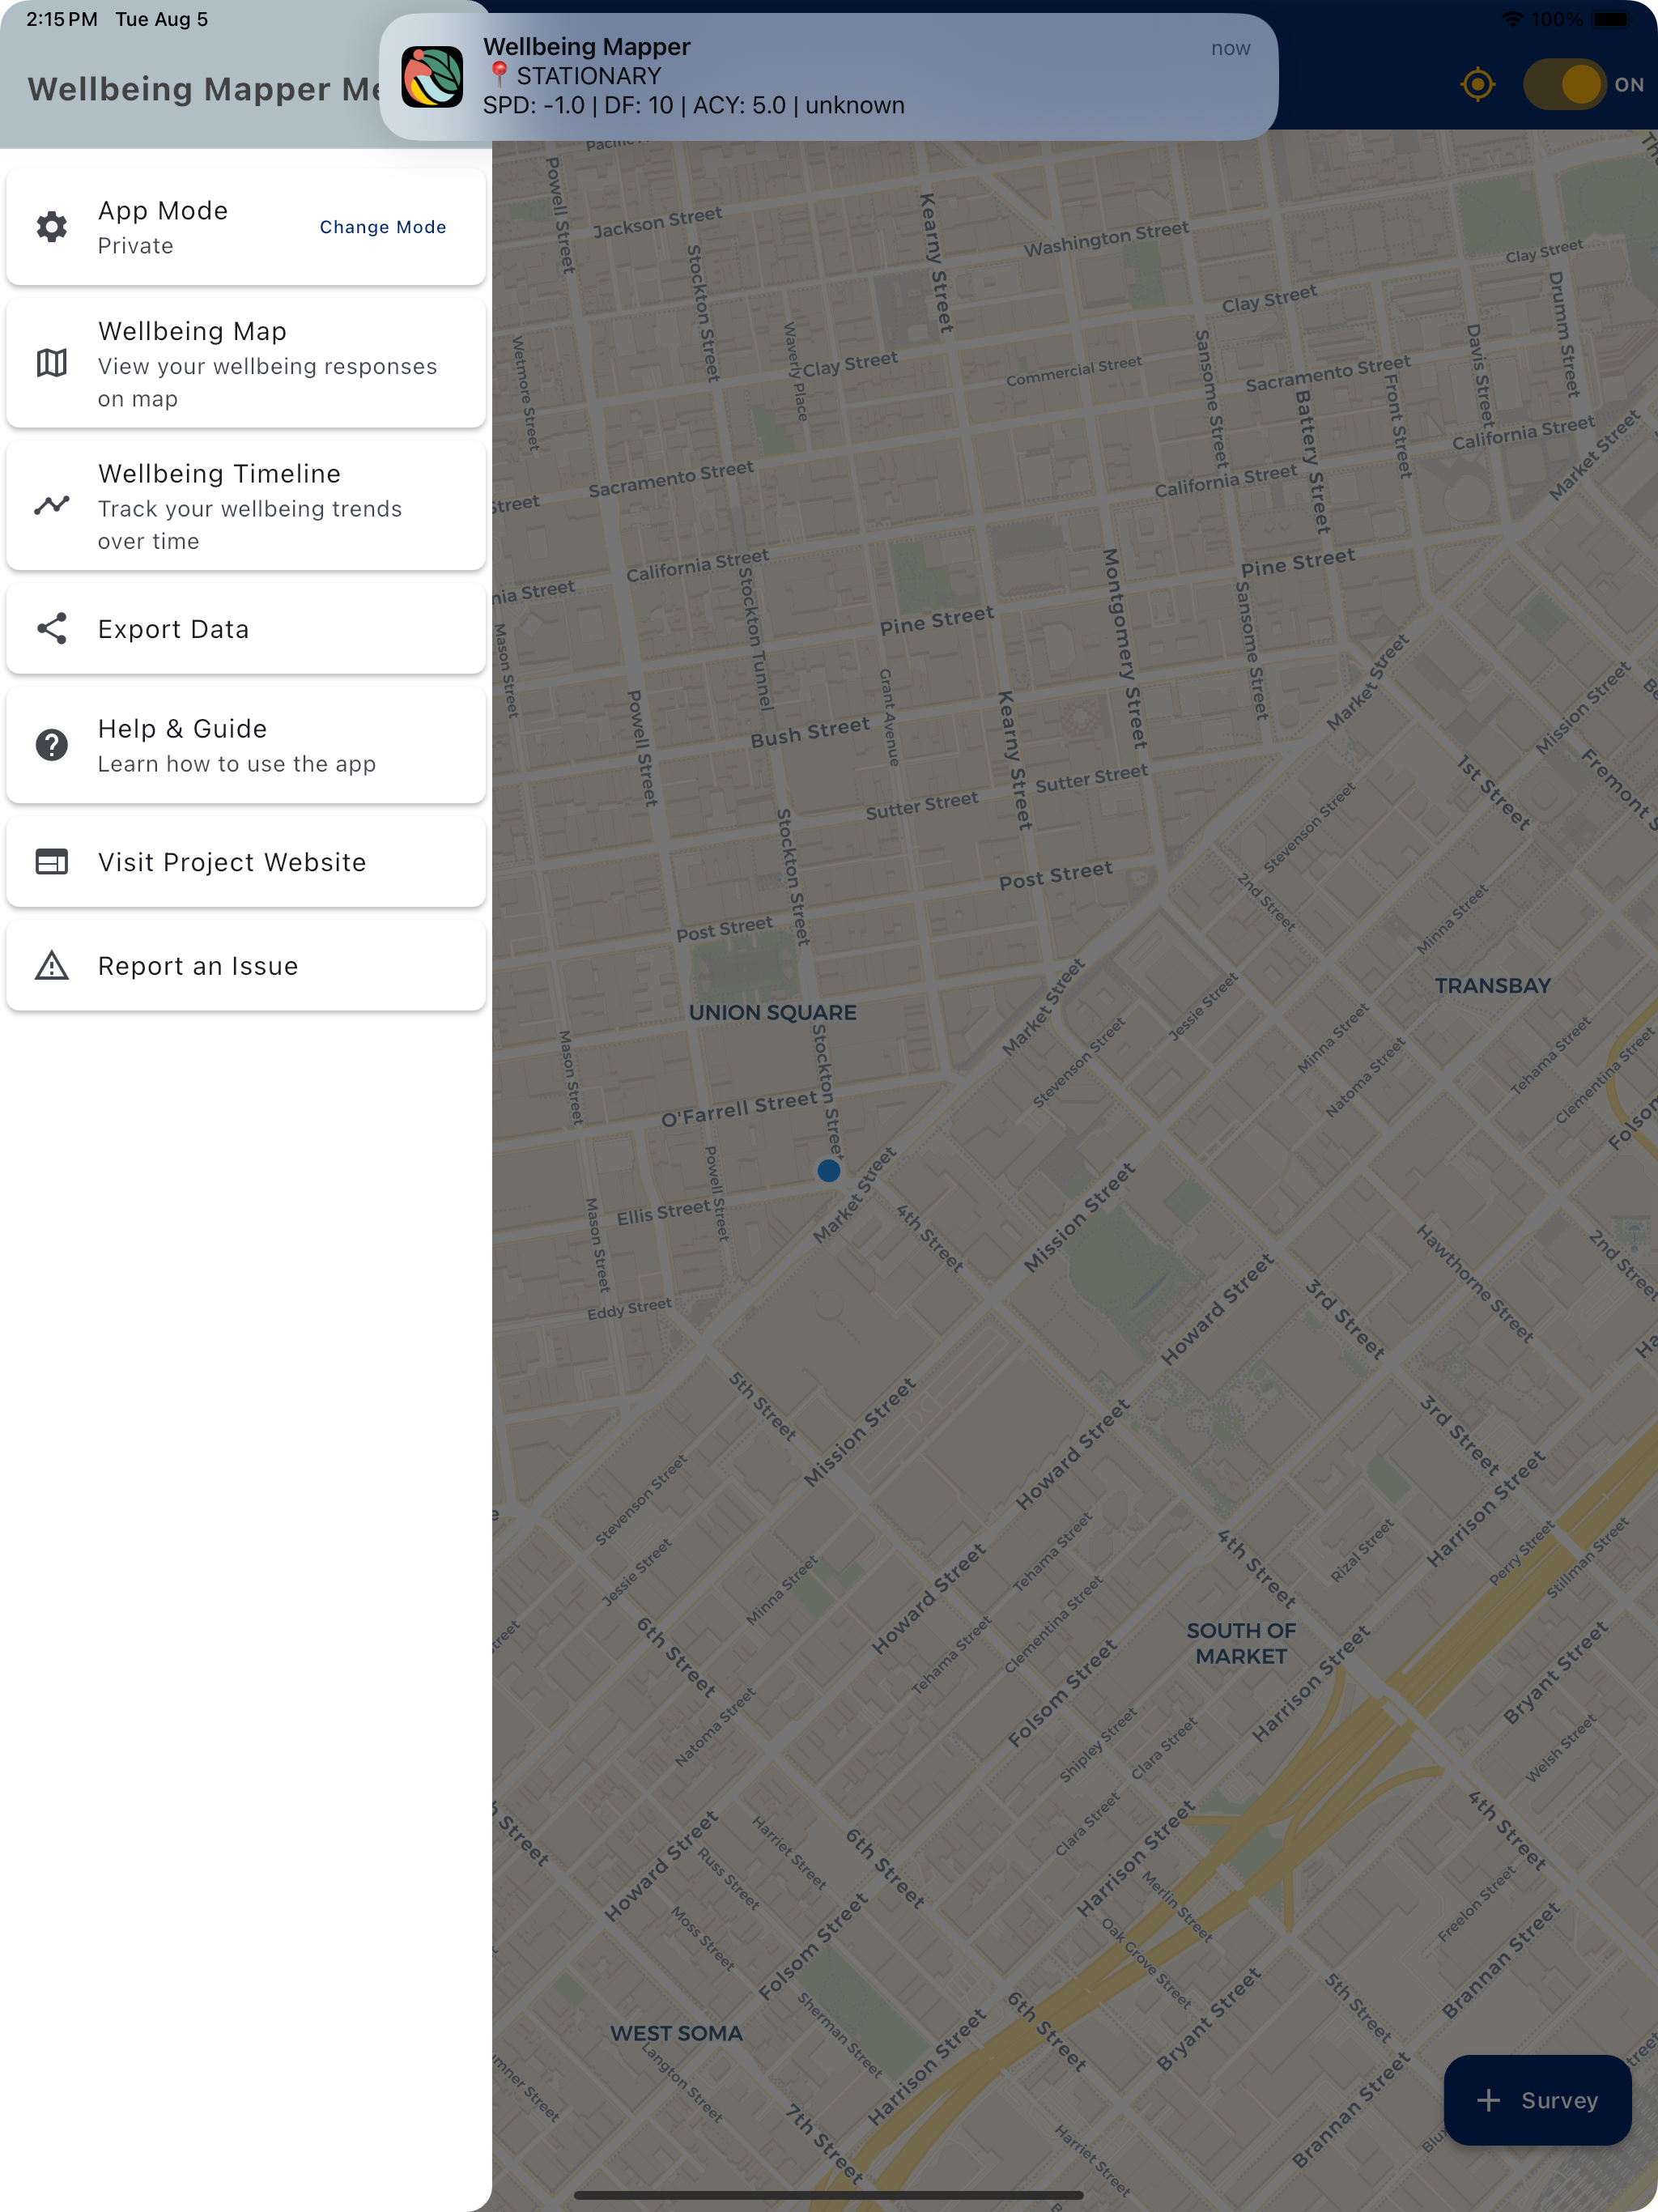 2:15 PM Tue Aug 5
100%
Wellbeing Mapper Me
Wellbeing Mapper
now
📍 STATIONARY
SPD: -1.0 | DF: 10 | ACY: 5.0 | unknown
ON
App Mode
Private
Change Mode
Wellbeing Map
View your wellbeing responses
on map
Wellbeing Timeline
Track your wellbeing trends
over time
Export Data
Help & Guide
Learn how to use the app
Visit Project Website
Report an Issue
Powell Street
Jackson Street
Kearny Street
Washington Street
Clay Street
Stockton Street
Clay Street
Drumm Street
Wetmore Street
Waverly Place
Clay Street
Commercial Street
Sansome Street
Sacramento Street
Davis Street
Front Street
Battery Street
California Street
Market Street
Sacramento Street
California Street
Street
California Street
nia Street
Stockton Tunnel
Pine Street
Montgomery Street
Pine Street
Sansome Street
Mason Street
Powell Street
Bush Street
Grant Avenue
Kearny Street
Sutter Street
Sutter Street
Market Street
Mission Street
1st Street
Fremont S
Stockton Street
Post Street
Post Street
Stevenson Street
2nd Street
Minna Street
UNION SQUARE
TRANSBAY
Market Street
Stevenson Street
Jessie Street
Minna Street
Natoma Street
Tehama Street
Clementina Street
Folsom
Mason Street
Stockton Street
O'Farrell Street
Powell Street
Ellis Street
Market Street
Mason Street
4th Street
Mission Street
Eddy Street
Howard Street
3rd Street
Hawthorne Street
2nd Street
Ha
5th Street
Mission Street
Howard Street
3rd Street
Stevenson Street
Harrison Street
Jessie Street
Minna Street
Howard Street
Tehama Street
4th Street
Rizal Street
Perry Street
Stillman Street
treet
6th Street
Tehama Street
Clementina Street
SOUTH OF
MARKET
Natoma Street
Folsom Street
Shipley Street
Clara Street
Harrison Street
Bryant Street
Welsh Street
h Street
Howard Street
Harriet Street
Russ Street
6th Street
Clara Street
Harrison Street
4th Street
Moss Street
Folsom Street
Merlin Street
Oak Grove Street
Freelon Street
Sherman Street
6th Street
Bryant Street
5th Street
Brannan Street
WEST SOMA
Langton Street
mner Street
Harrison Street
7th Street
Harriet Street
Brannan Street
treet
Survey